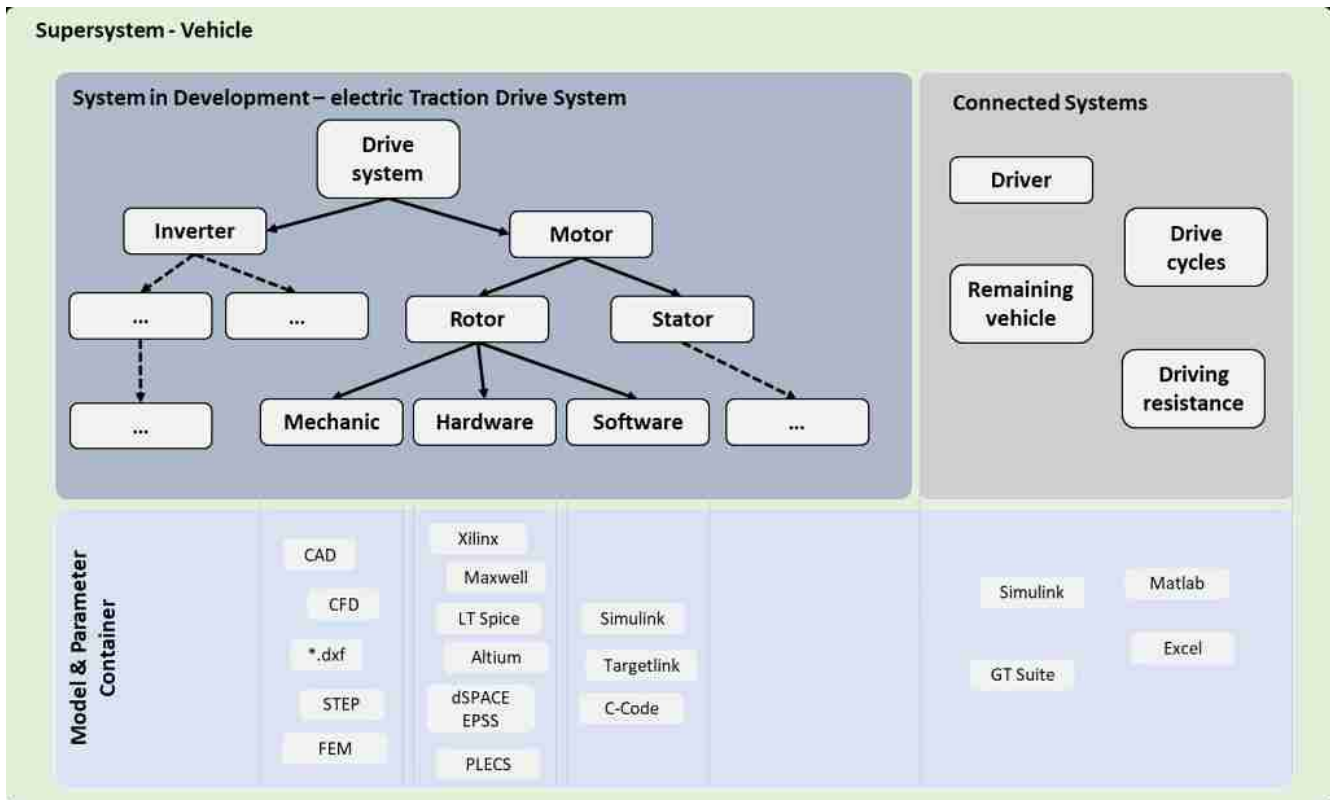 Supersystem - Vehicle
System in Development – electric Traction Drive System
Drive
system
Inverter
Motor
...
...
Rotor
Stator
...
Mechanic
Hardware
Software
...
Connected Systems
Driver
Drive
cycles
Remaining
vehicle
Driving
resistance
Model & Parameter
Container
CAD
CFD
*.dxf
STEP
FEM
Xilinx
Maxwell
LT Spice
Altium
dSPACE
EPSS
PLECS
Simulink
Targetlink
C-Code
Simulink
Matlab
Excel
GT Suite